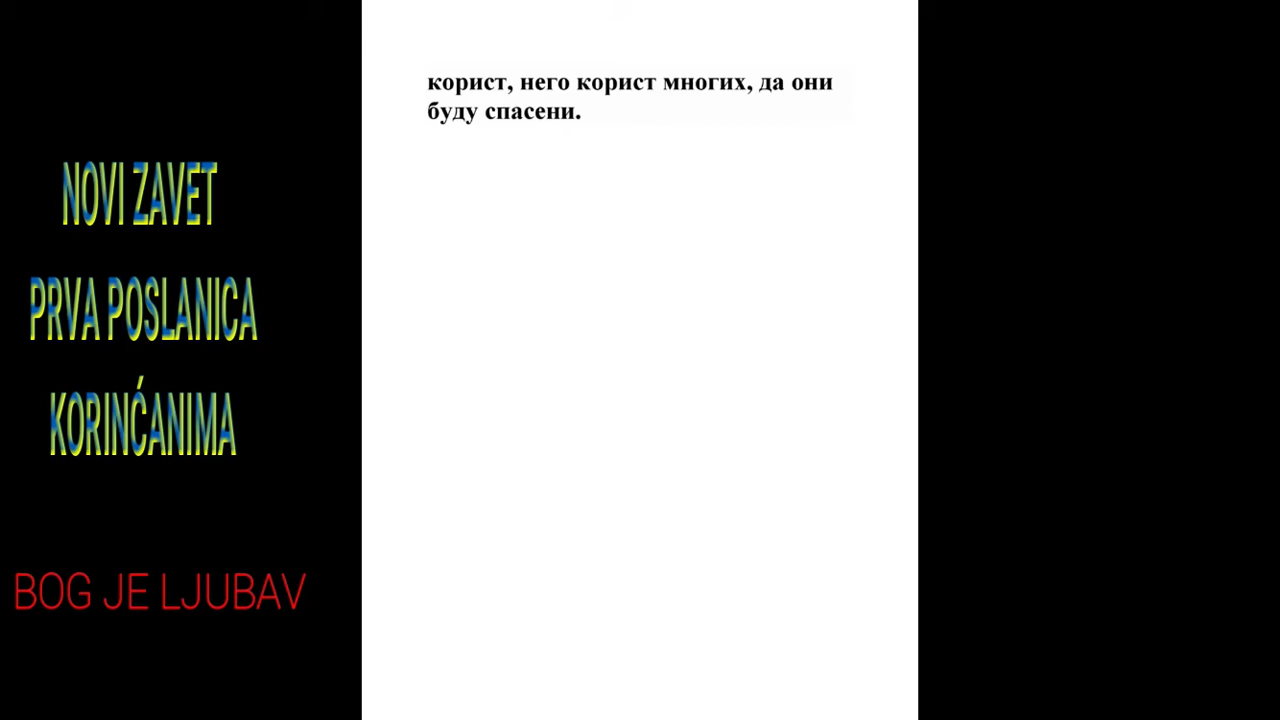 NOVI ZAVET
PRVA POSLANICA
KORINĆANIMA
BOG JE LJUBAV
корист, него корист многих, да они
буду спасени.